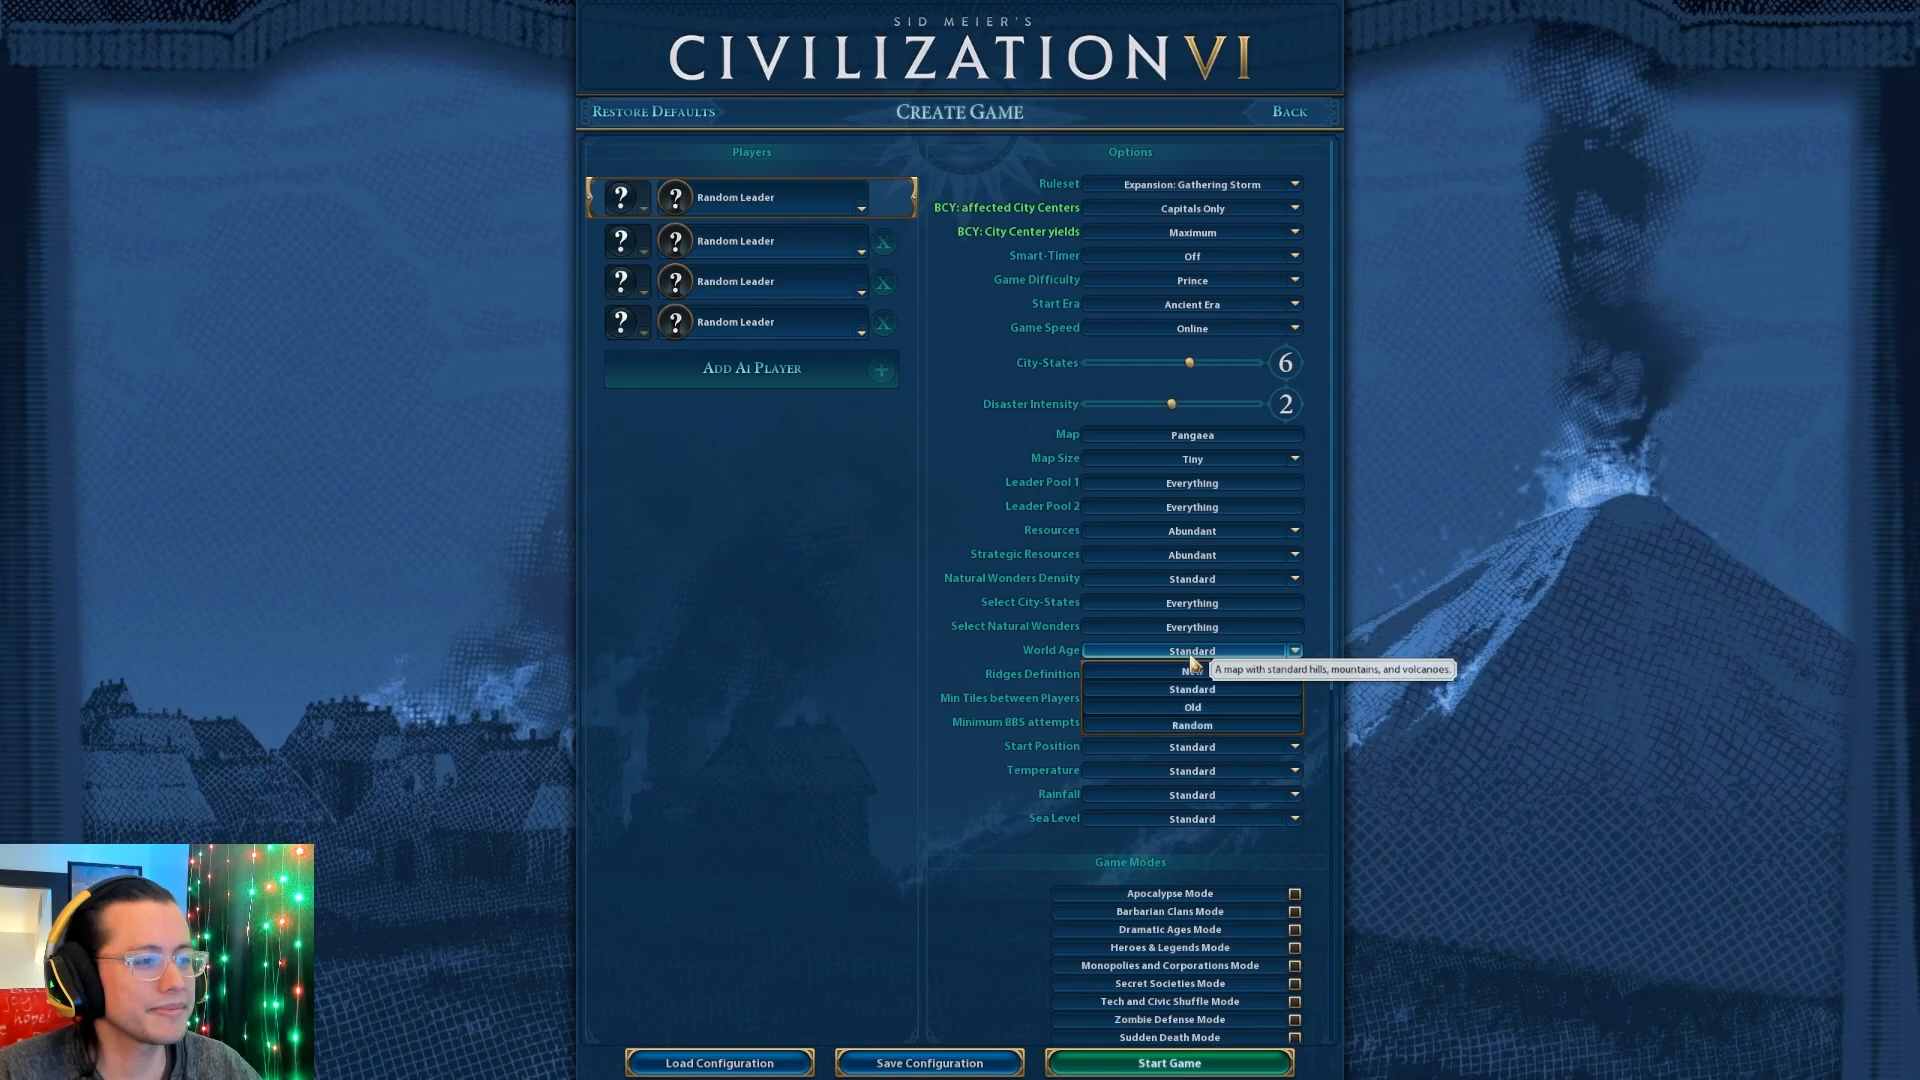 SID MEIER'S
CIVILIZATION VI
RESTORE DEFAULTS
CREATE GAME
BACK
Players
Options
? ? Random Leader
? ? Random Leader X
? ? Random Leader X
? ? Random Leader X
ADD AI PLAYER +
Ruleset Expansion: Gathering Storm
BCY: affected City Centers Capitals Only
BCY: City Center yields Maximum
Smart-Timer Off
Game Difficulty Prince
Start Era Ancient Era
Game Speed Online
City-States 6
Disaster Intensity 2
Map Pangaea
Map Size Tiny
Leader Pool 1 Everything
Leader Pool 2 Everything
Resources Abundant
Strategic Resources Abundant
Natural Wonders Density Standard
Select City-States Everything
Select Natural Wonders Everything
World Age Standard
A map with standard hills, mountains, and volcanoes.
Ridges Definition
Standard
Min Tiles between Players
Old
Minimum BBS attempts
Random
Start Position Standard
Temperature Standard
Rainfall Standard
Sea Level Standard
Game Modes
Apocalypse Mode
Barbarian Clans Mode
Dramatic Ages Mode
Heroes & Legends Mode
Monopolies and Corporations Mode
Secret Societies Mode
Tech and Civic Shuffle Mode
Zombie Defense Mode
Sudden Death Mode
Load Configuration
Save Configuration
Start Game
joy
hope!